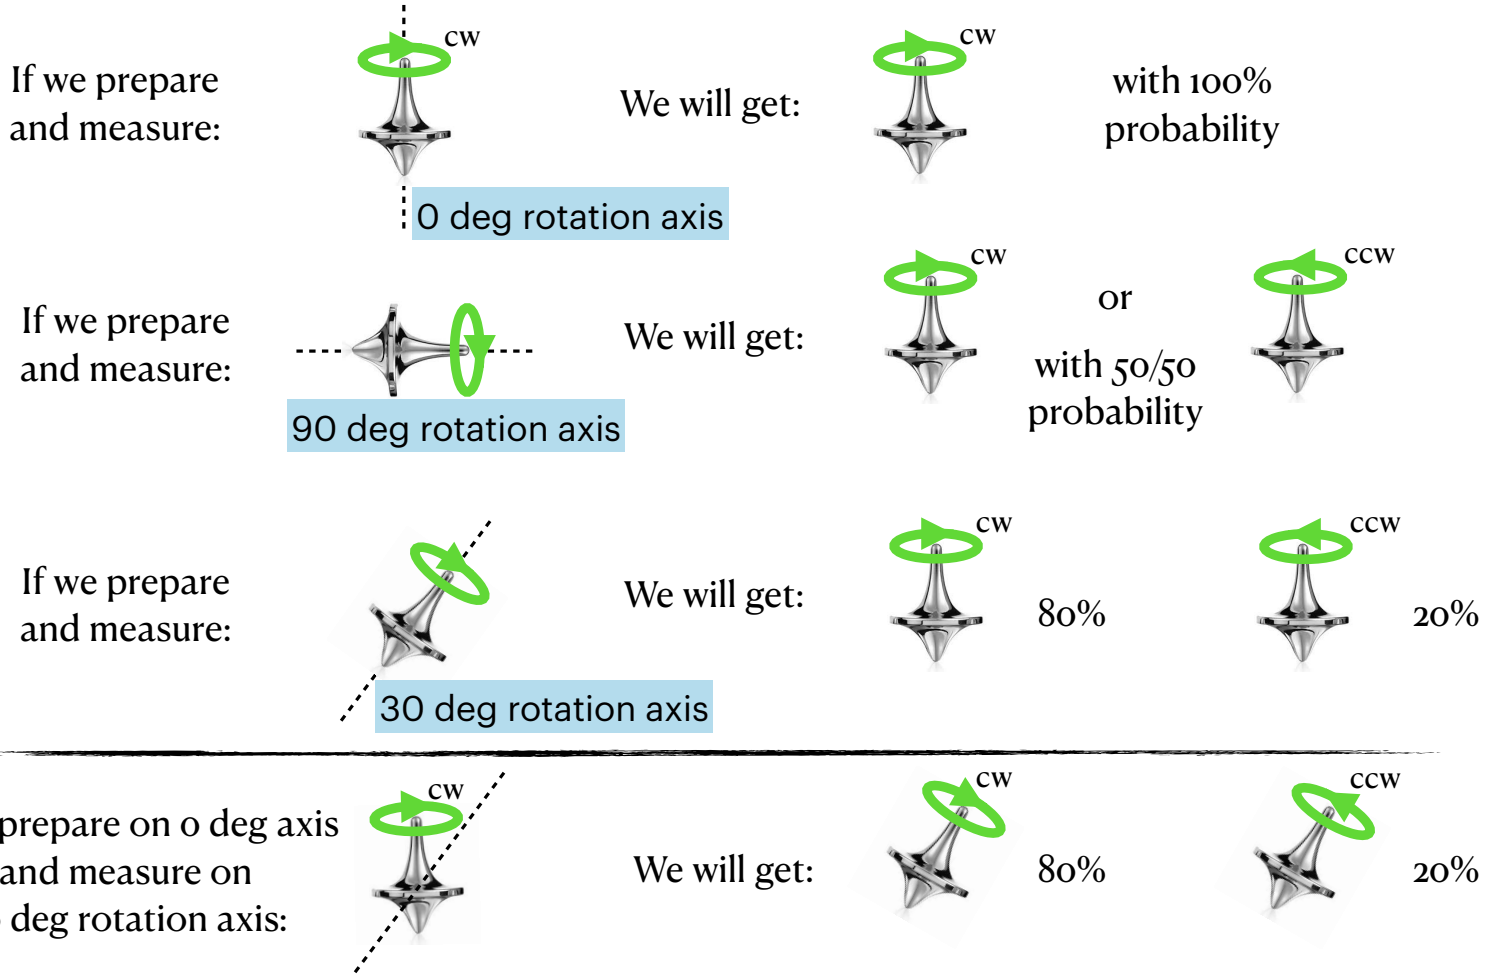 cw
cw
If we prepare
and measure:
We will get:
with 100%
probability
0 deg rotation axis
cw
ccw
If we prepare
and measure:
We will get:
or
with 50/50
probability
90 deg rotation axis
cw
ccw
If we prepare
and measure:
We will get:
80%
20%
30 deg rotation axis
cw
cw
ccw
prepare on 0 deg axis
and measure on
deg rotation axis:
We will get:
80%
20%